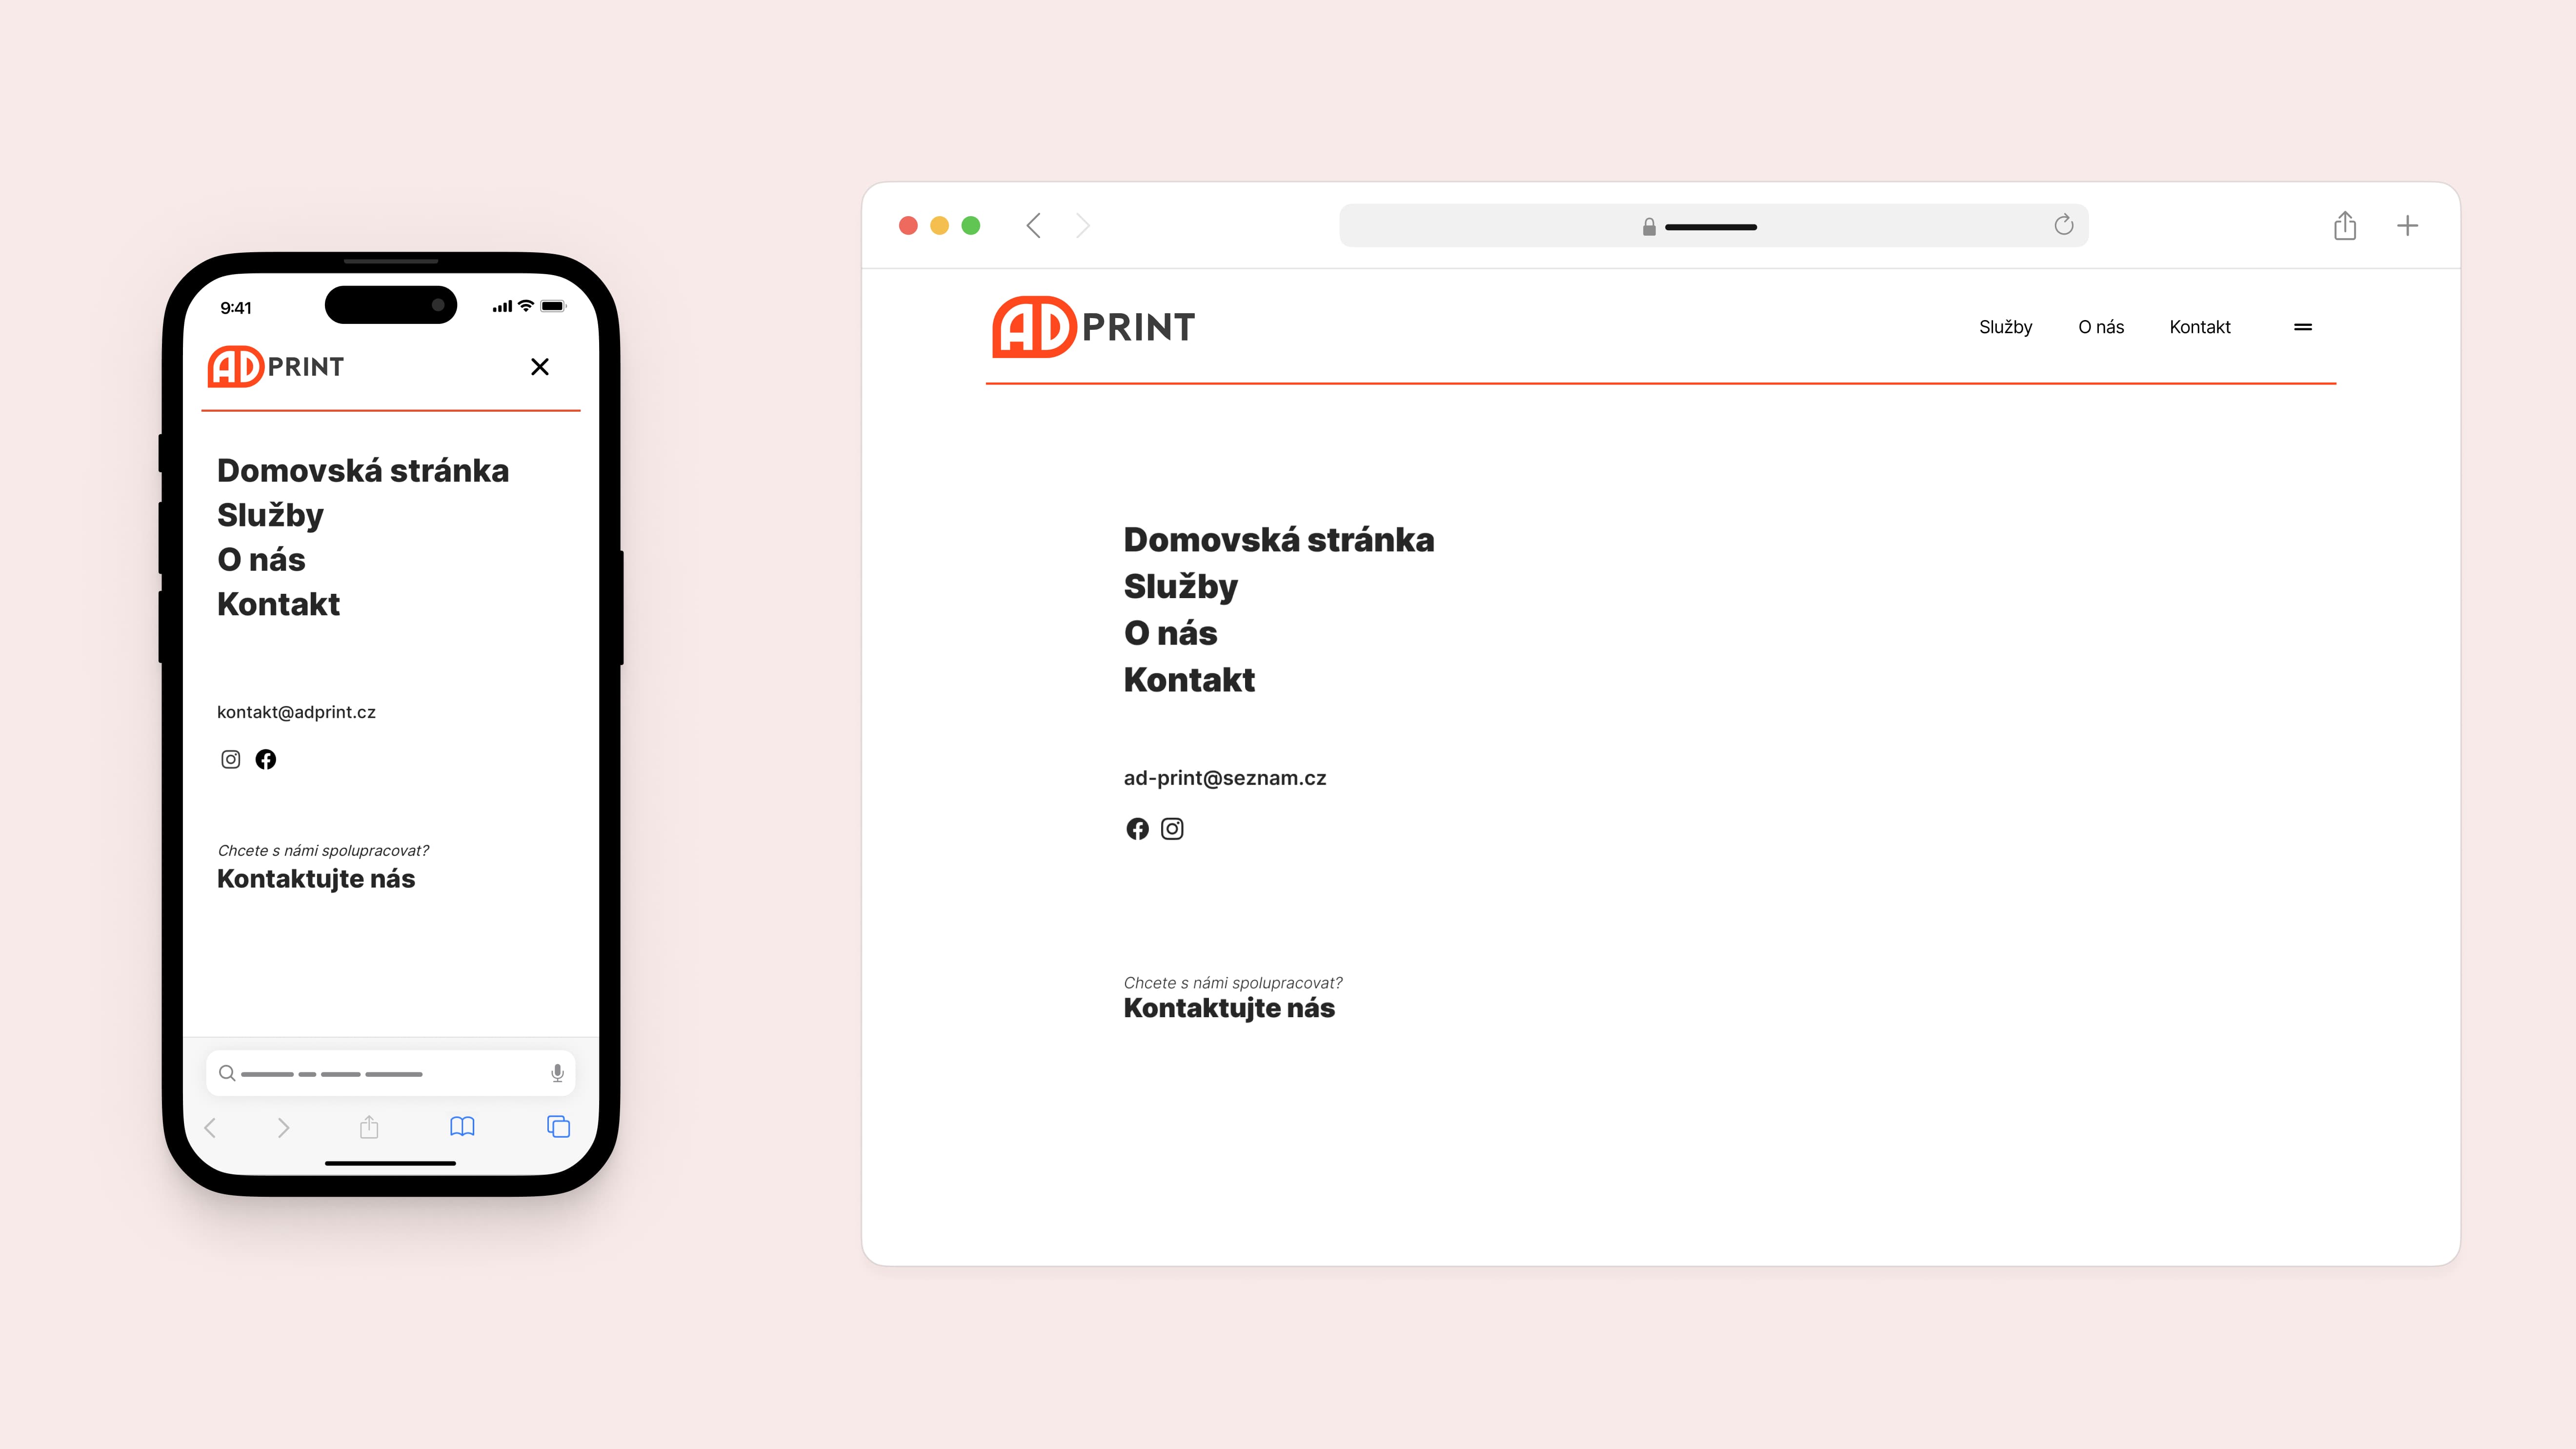 9:41
AD PRINT
Domovská stránka
Služby
O nás
Kontakt
kontakt@adprint.cz
Chcete s námi spolupracovat?
Kontaktujte nás
AD PRINT
Služby O nás Kontakt
Domovská stránka
Služby
O nás
Kontakt
ad-print@seznam.cz
Chcete s námi spolupracovat?
Kontaktujte nás